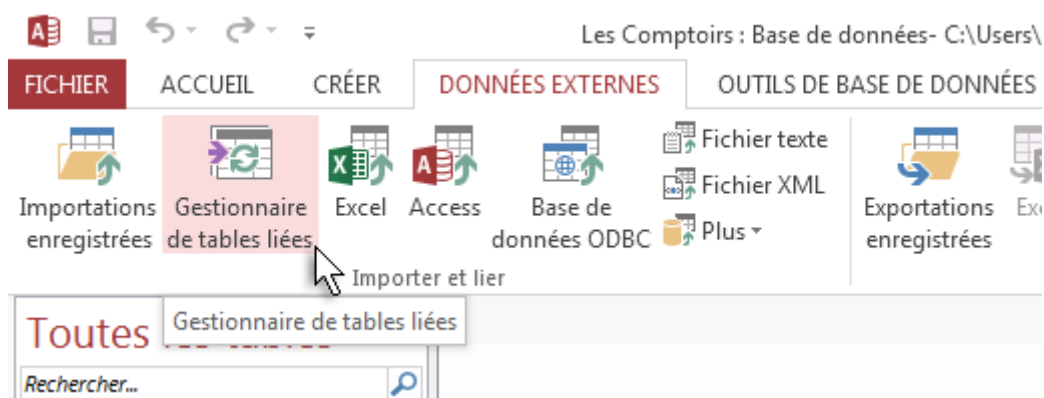 Les Comptoirs : Base de données- C:\Users\
FICHIER ACCUEIL CRÉER DONNÉES EXTERNES OUTILS DE BASE DE DONNÉES
Importations enregistrées
Gestionnaire de tables liées
Excel
Access
Base de données ODBC
Fichier texte
Fichier XML
Plus
Exportations enregistrées
Importer et lier
Gestionnaire de tables liées
Toutes
Rechercher...